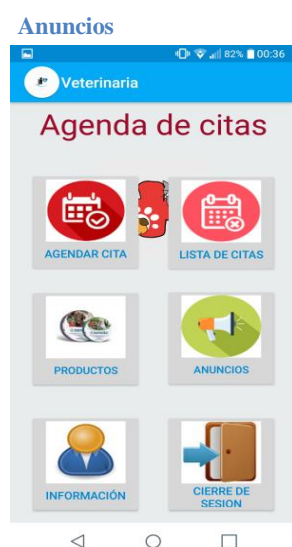 Anuncios
82% 00:36
Veterinaria
Agenda de citas
AGENDAR CITA
LISTA DE CITAS
PRODUCTOS
ANUNCIOS
INFORMACIÓN
CIERRE DE
SESION